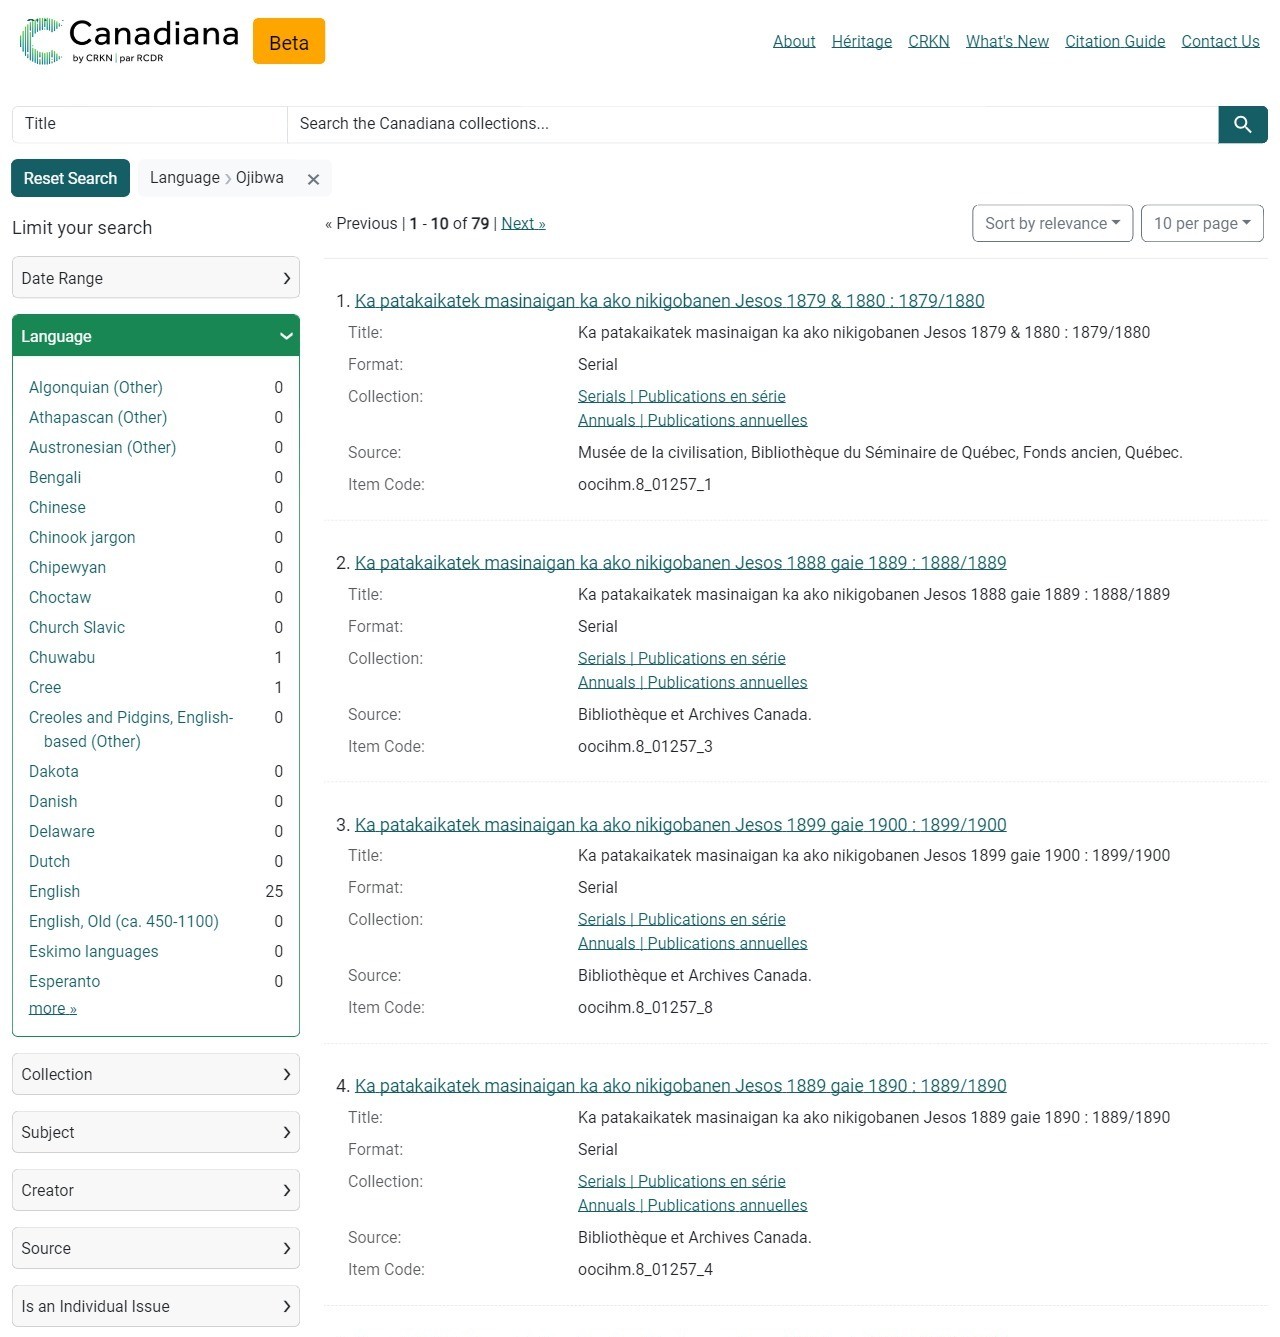 Canadiana
by CRKN | par RCDR
Beta
About Héritage CRKN What's New Citation Guide Contact Us
Title Search the Canadiana collections...
Reset Search Language › Ojibwa ×
Limit your search
« Previous | 1 - 10 of 79 | Next » Sort by relevance 10 per page
Date Range
Language
Algonquian (Other) 0
Athapascan (Other) 0
Austronesian (Other) 0
Bengali 0
Chinese 0
Chinook jargon 0
Chipewyan 0
Choctaw 0
Church Slavic 0
Chuwabu 1
Cree 1
Creoles and Pidgins, English- 0
based (Other)
Dakota 0
Danish 0
Delaware 0
Dutch 0
English 25
English, Old (ca. 450-1100) 0
Eskimo languages 0
Esperanto 0
more »
Collection
Subject
Creator
Source
Is an Individual Issue
1. Ka patakaikatek masinaigan ka ako nikigobanen Jesos 1879 & 1880 : 1879/1880
Title: Ka patakaikatek masinaigan ka ako nikigobanen Jesos 1879 & 1880 : 1879/1880
Format: Serial
Collection: Serials | Publications en série
Annuals | Publications annuelles
Source: Musée de la civilisation, Bibliothèque du Séminaire de Québec, Fonds ancien, Québec.
Item Code: oocihm.8_01257_1
2. Ka patakaikatek masinaigan ka ako nikigobanen Jesos 1888 gaie 1889 : 1888/1889
Title: Ka patakaikatek masinaigan ka ako nikigobanen Jesos 1888 gaie 1889 : 1888/1889
Format: Serial
Collection: Serials | Publications en série
Annuals | Publications annuelles
Source: Bibliothèque et Archives Canada.
Item Code: oocihm.8_01257_3
3. Ka patakaikatek masinaigan ka ako nikigobanen Jesos 1899 gaie 1900 : 1899/1900
Title: Ka patakaikatek masinaigan ka ako nikigobanen Jesos 1899 gaie 1900 : 1899/1900
Format: Serial
Collection: Serials | Publications en série
Annuals | Publications annuelles
Source: Bibliothèque et Archives Canada.
Item Code: oocihm.8_01257_8
4. Ka patakaikatek masinaigan ka ako nikigobanen Jesos 1889 gaie 1890 : 1889/1890
Title: Ka patakaikatek masinaigan ka ako nikigobanen Jesos 1889 gaie 1890 : 1889/1890
Format: Serial
Collection: Serials | Publications en série
Annuals | Publications annuelles
Source: Bibliothèque et Archives Canada.
Item Code: oocihm.8_01257_4